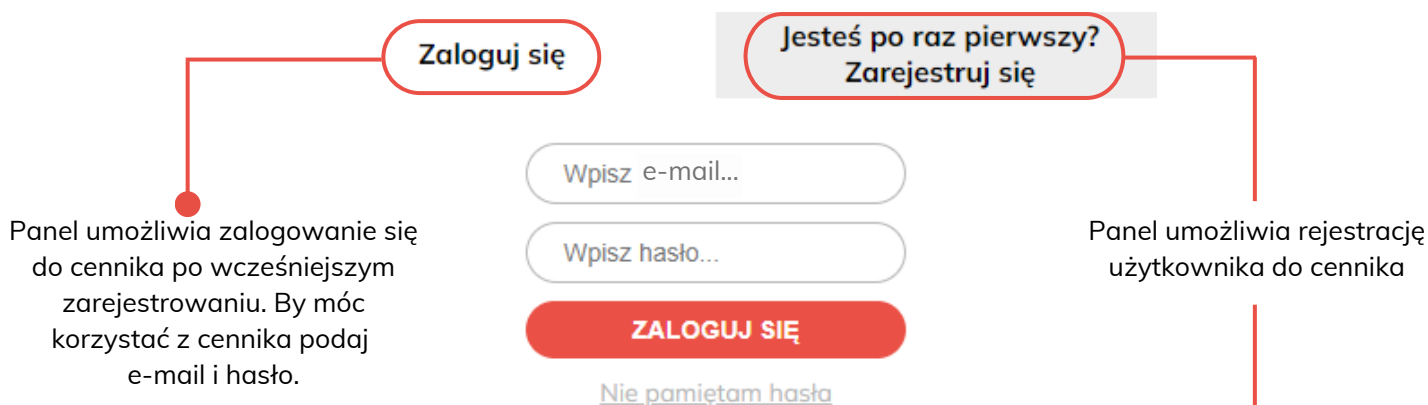 Zaloguj się
Jesteś po raz pierwszy?
Zarejestruj się
Wpisz e-mail...
Wpisz hasło...
ZALOGUJ SIĘ
Nie pamiętam hasła
Panel umożliwia zalogowanie się
do cennika po wcześniejszym
zarejestrowaniu. By móc
korzystać z cennika podaj
e-mail i hasło.
Panel umożliwia rejestrację
użytkownika do cennika